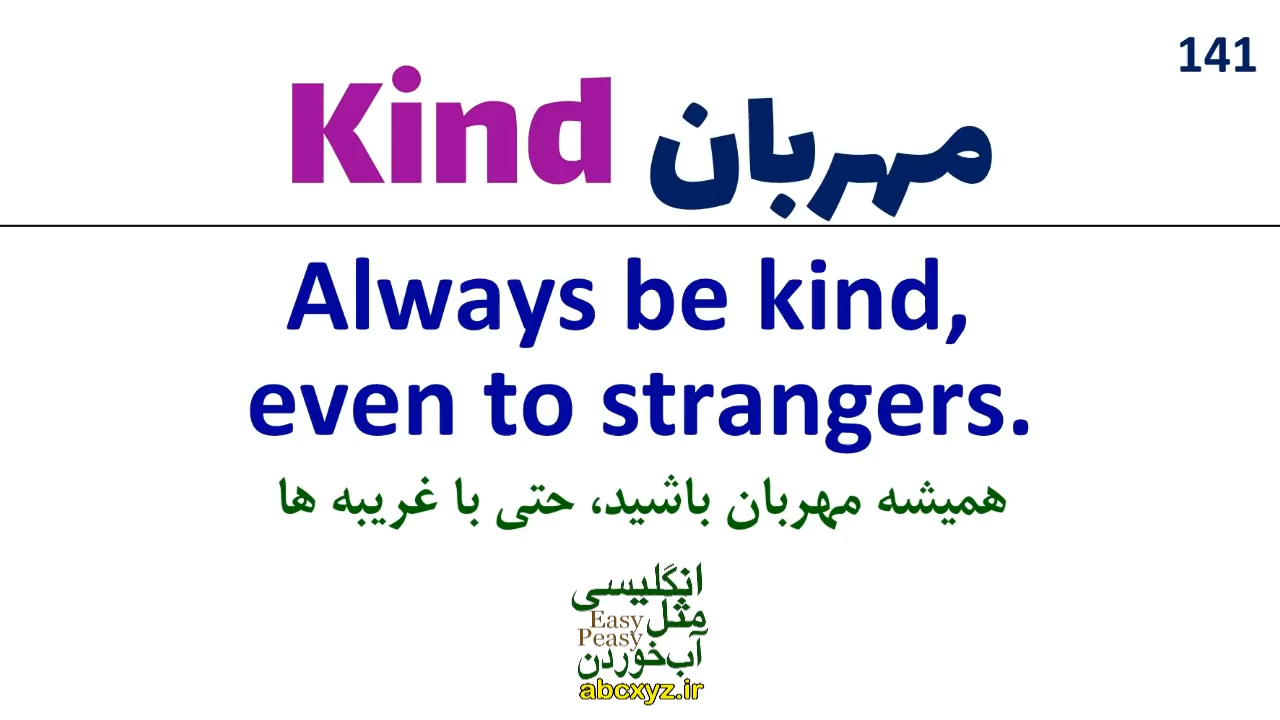 141
Kind مهربان
Always be kind,
even to strangers.
همیشه مهربان باشید، حتی با غریبه ها
انگلیسی
مثل Easy
Peasy
آب‌خوردن
abcxyz.ir